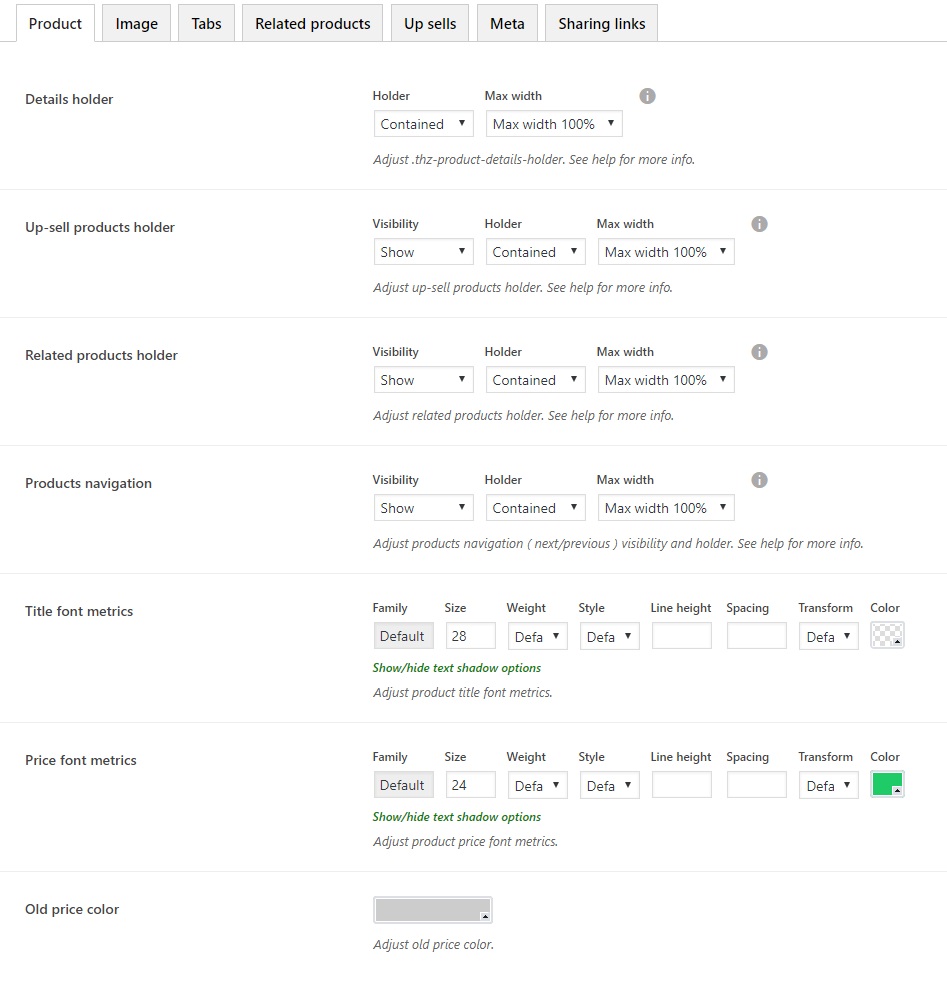 Product Image Tabs Related products Up sells Meta Sharing links
Details holder
Holder Max width
Contained Max width 100%
Adjust .thz-product-details-holder. See help for more info.
Up-sell products holder
Visibility Holder Max width
Show Contained Max width 100%
Adjust up-sell products holder. See help for more info.
Related products holder
Visibility Holder Max width
Show Contained Max width 100%
Adjust related products holder. See help for more info.
Products navigation
Visibility Holder Max width
Show Contained Max width 100%
Adjust products navigation ( next/previous ) visibility and holder. See help for more info.
Title font metrics
Family Size Weight Style Line height Spacing Transform Color
Default 28 Defa Defa Defa
Show/hide text shadow options
Adjust product title font metrics.
Price font metrics
Family Size Weight Style Line height Spacing Transform Color
Default 24 Defa Defa Defa
Show/hide text shadow options
Adjust product price font metrics.
Old price color
Adjust old price color.